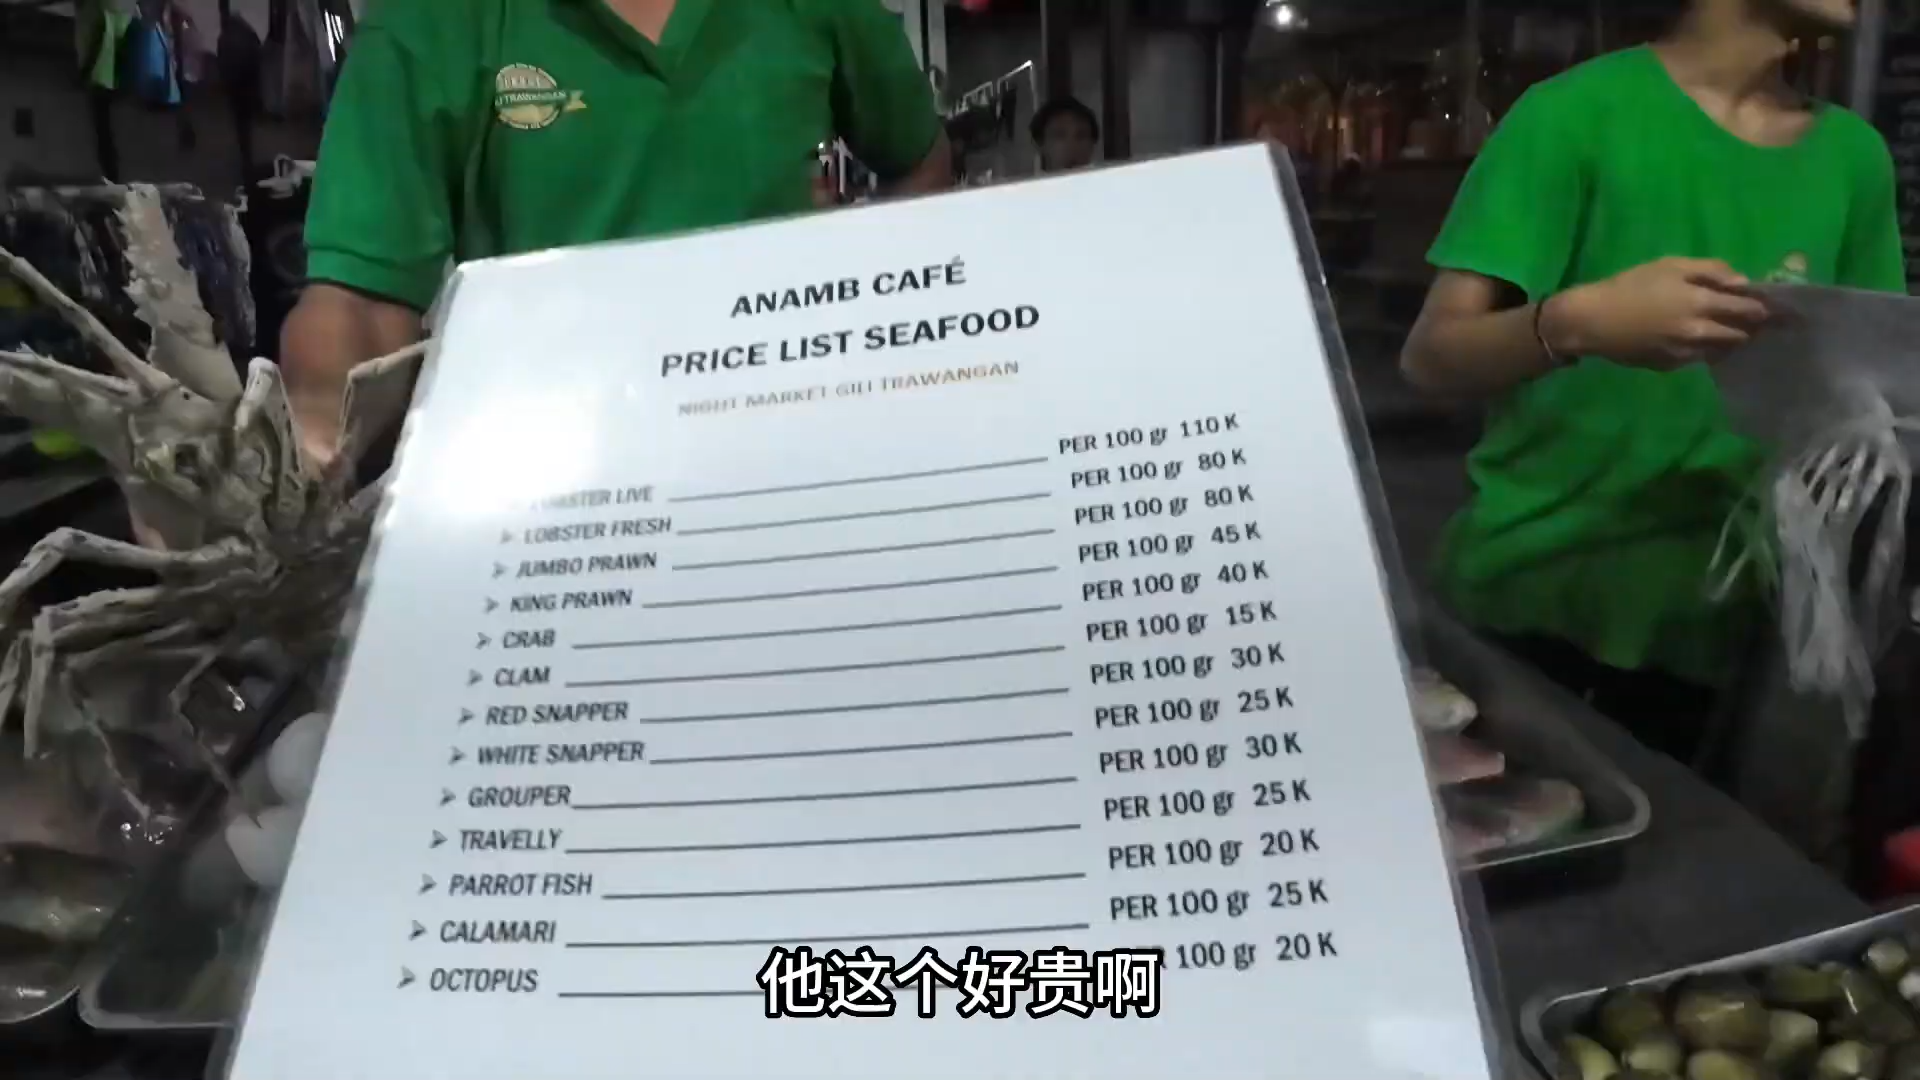 ANAMB CAFÉ
PRICE LIST SEAFOOD
NIGHT MARKET GILI TRAWANGAN
LOBSTER LIVE PER 100 gr 110 K
➢ LOBSTER FRESH PER 100 gr 80 K
➢ JUMBO PRAWN PER 100 gr 80 K
➢ KING PRAWN PER 100 gr 45 K
➢ CRAB PER 100 gr 40 K
➢ CLAM PER 100 gr 15 K
➢ RED SNAPPER PER 100 gr 30 K
➢ WHITE SNAPPER PER 100 gr 25 K
➢ GROUPER PER 100 gr 30 K
➢ TRAVELLY PER 100 gr 25 K
➢ PARROT FISH PER 100 gr 20 K
➢ CALAMARI PER 100 gr 25 K
➢ OCTOPUS 100 gr 20 K
他这个好贵啊
TRAWANGAN